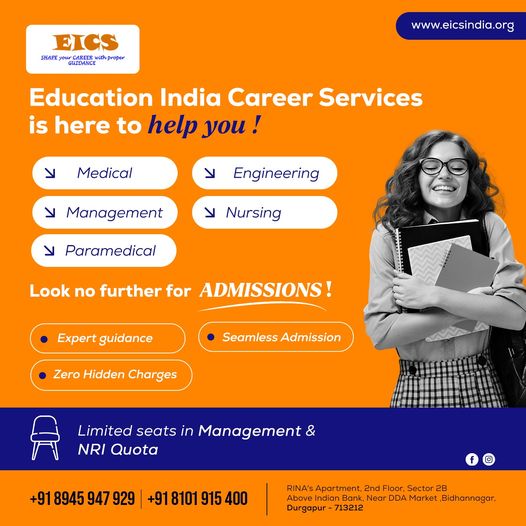 www.eicsindia.org
EICS
SHAPE your CAREER with proper
GUIDANCE
Education India Career Services
is here to help you !
Medical
Engineering
Management
Nursing
Paramedical
Look no further for ADMISSIONS !
Expert guidance
Seamless Admission
Zero Hidden Charges
Limited seats in Management &
NRI Quota
+91 8945 947 929 | +91 8101 915 400
RINA's Apartment, 2nd Floor, Sector 2B
Above Indian Bank, Near DDA Market ,Bidhannagar,
Durgapur - 713212